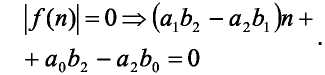 |f(n)| = 0 ⇒ (a₁b₂ − a₂b₁)n +
+ a₀b₂ − a₂b₀ = 0 .